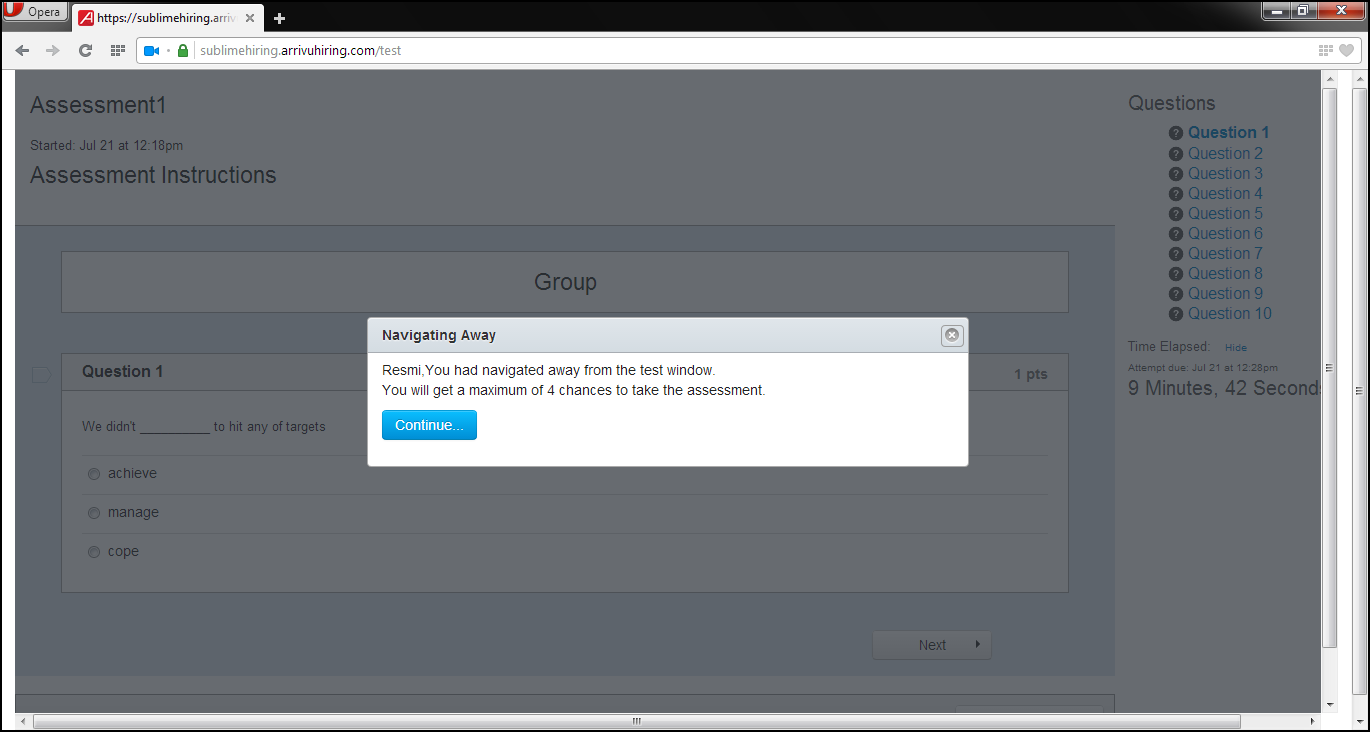 Opera
https://sublimehiring.arriv
sublimehiring.arrivuhiring.com/test
Assessment1
Started: Jul 21 at 12:18pm
Assessment Instructions
Group
Question 1
1 pts
We didn't __________ to hit any of targets
achieve
manage
cope
Next
Navigating Away
Resmi,You had navigated away from the test window.
You will get a maximum of 4 chances to take the assessment.
Continue...
Questions
Question 1
Question 2
Question 3
Question 4
Question 5
Question 6
Question 7
Question 8
Question 9
Question 10
Time Elapsed: Hide
Attempt due: Jul 21 at 12:28pm
9 Minutes, 42 Seconds